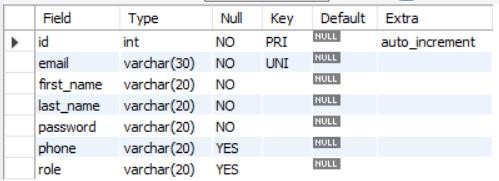 Field Type Null Key Default Extra
id int NO PRI NULL auto_increment
email varchar(30) NO UNI NULL
first_name varchar(20) NO NULL
last_name varchar(20) NO NULL
password varchar(20) NO NULL
phone varchar(20) YES NULL
role varchar(20) YES NULL